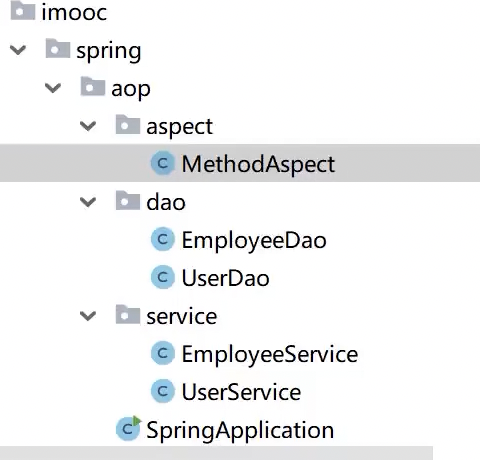 imooc
spring
aop
aspect
C MethodAspect
dao
C EmployeeDao
C UserDao
service
C EmployeeService
C UserService
C SpringApplication